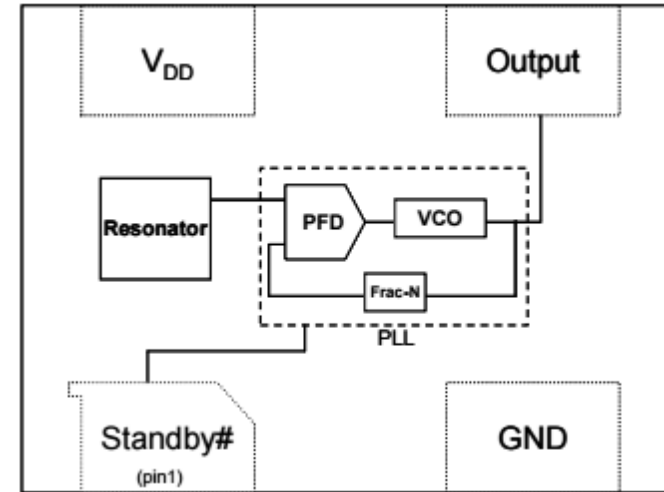 VDD
Output
Resonator
PFD
VCO
Frac-N
PLL
Standby#
(pin1)
GND